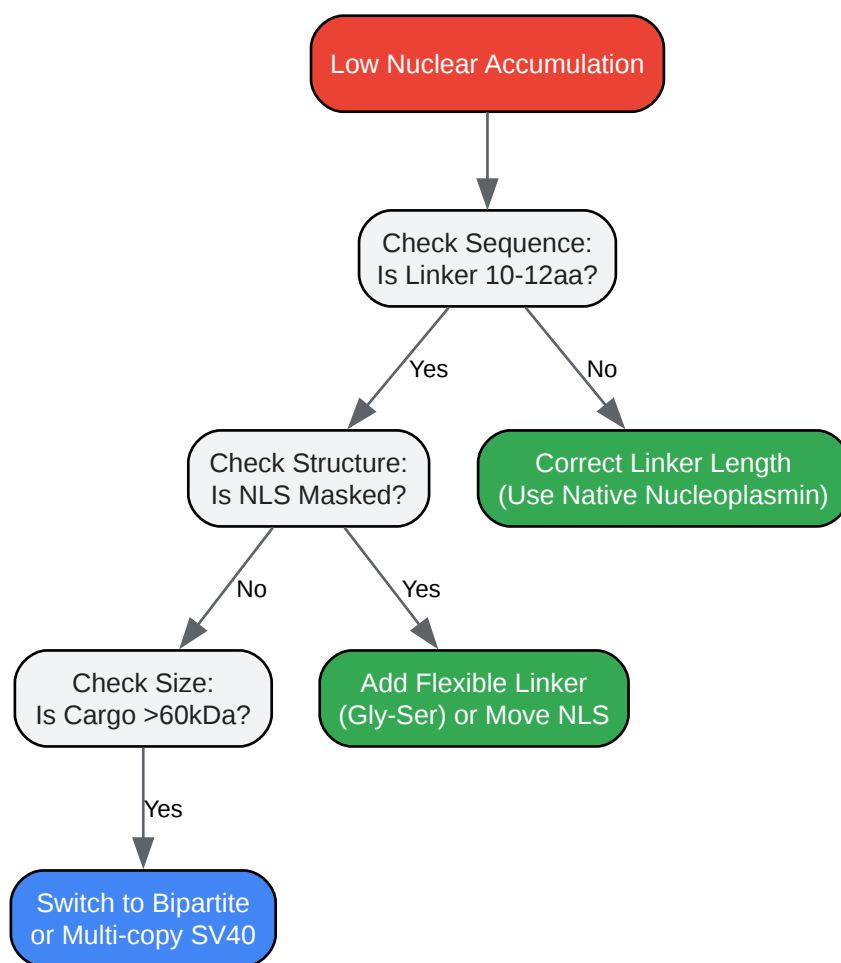 Low Nuclear Accumulation
Check Sequence:
Is Linker 10-12aa?
Yes
No
Check Structure:
Is NLS Masked?
Correct Linker Length
(Use Native Nucleoplasmin)
No
Yes
Check Size:
Is Cargo >60kDa?
Add Flexible Linker
(Gly-Ser) or Move NLS
Yes
Switch to Bipartite
or Multi-copy SV40